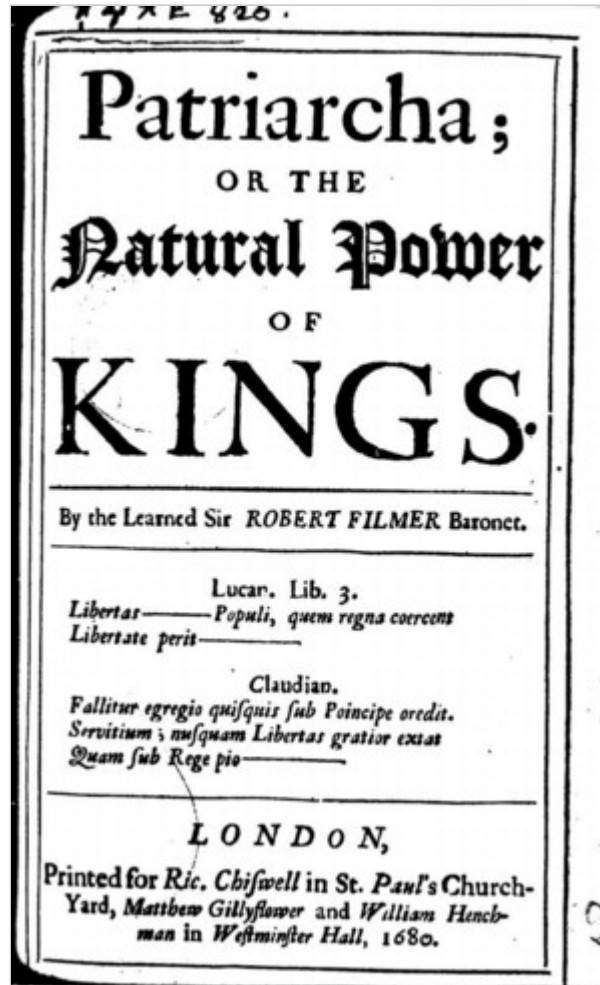 Patriarcha;
OR THE
Natural Power
OF
KINGS.
By the Learned Sir ROBERT FILMER Baronet.
Lucan. Lib. 3.
Libertas——Populi, quem regna coercent
Libertate perit——
Claudian.
Fallitur egregio quiſquis ſub Poincipe oredit.
Servitium; nuſquam Libertas gratior extat
Quam ſub Rege pio——
LONDON,
Printed for Ric. Chiſwell in St. Paul's Church-
Yard, Matthew Gillyflower and William Hench-
man in Weſtminſter Hall, 1680.